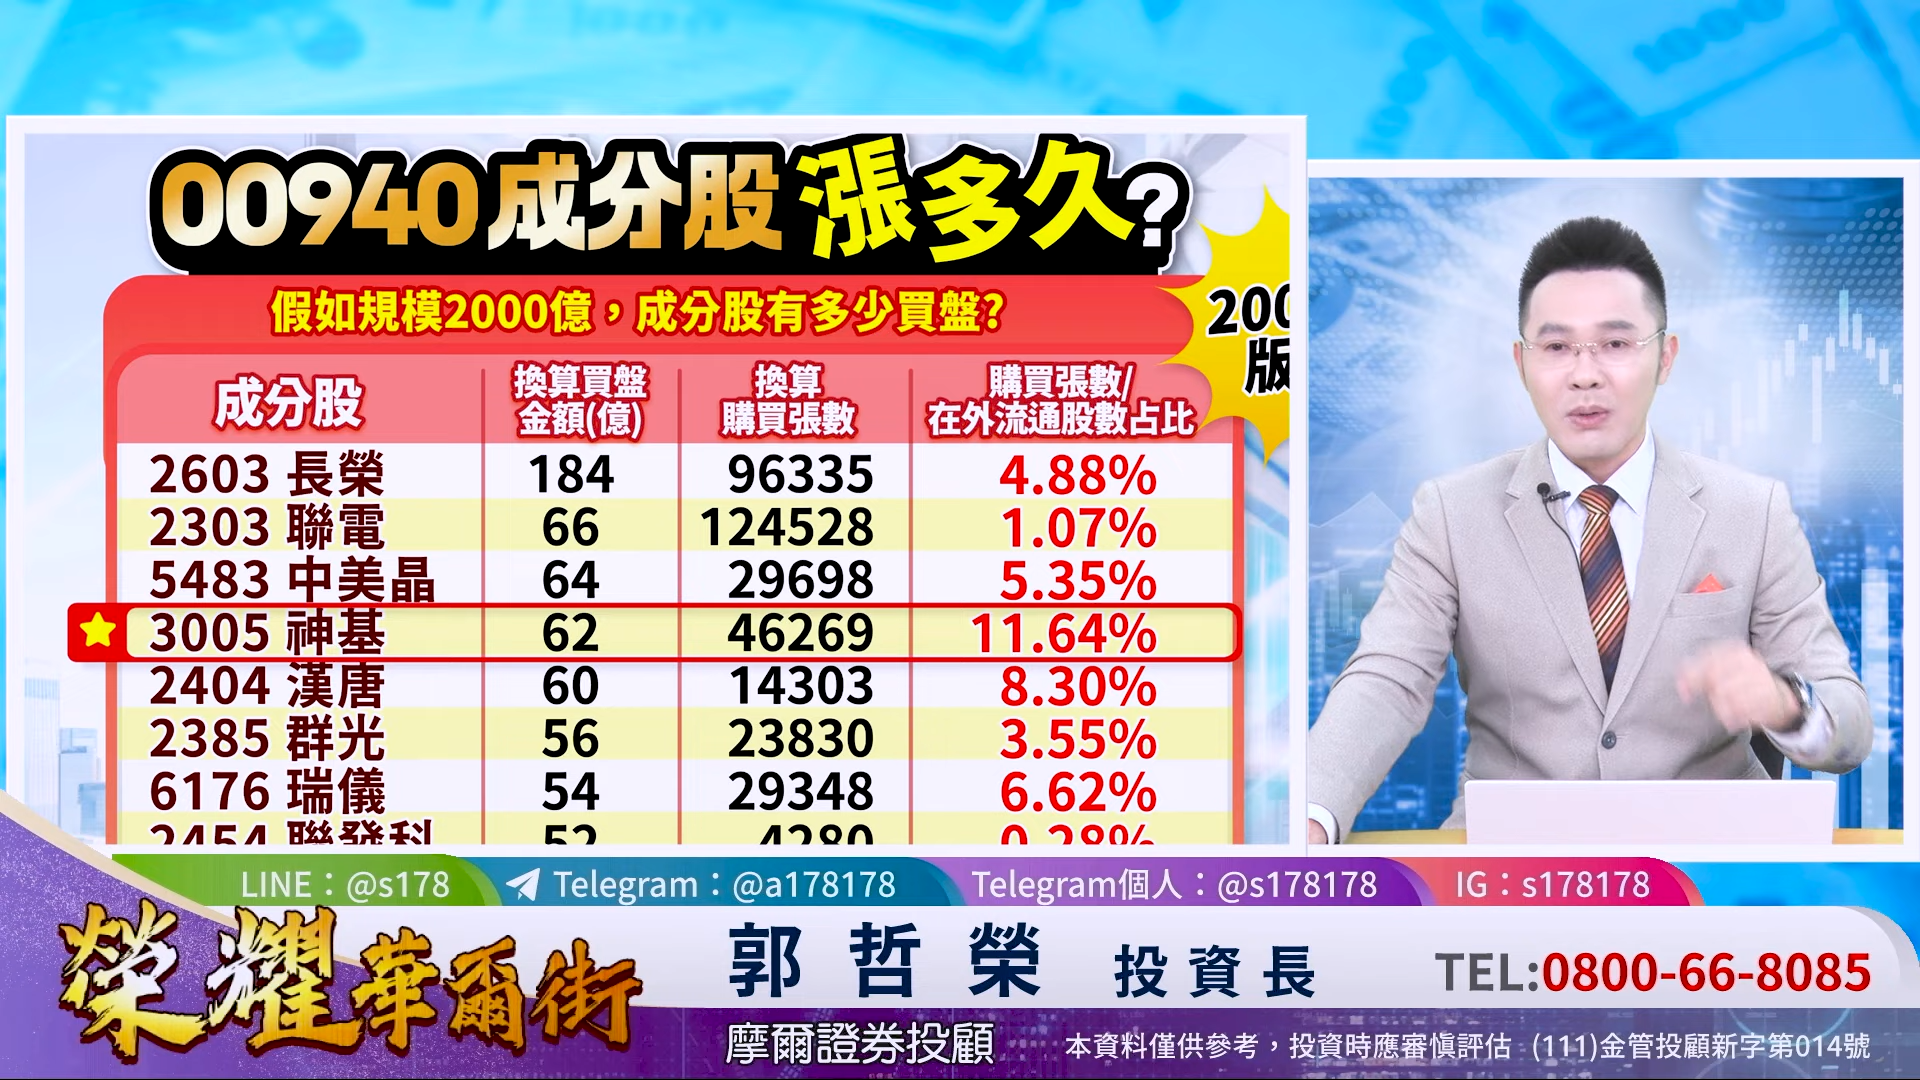 00940成分股漲多久?
假如規模2000億，成分股有多少買盤?
200
版
成分股
換算買盤
金額(億)
換算
購買張數
購買張數/
在外流通股數占比
2603 長榮 184 96335 4.88%
2303 聯電 66 124528 1.07%
5483 中美晶 64 29698 5.35%
3005 神基 62 46269 11.64%
2404 漢唐 60 14303 8.30%
2385 群光 56 23830 3.55%
6176 瑞儀 54 29348 6.62%
2454 聯發科 52 4280 0.28%
LINE：@s178 Telegram：@a178178 Telegram個人：@s178178 IG：s178178
榮耀華爾街
郭哲榮 投資長 TEL:0800-66-8085
摩爾證券投顧
本資料僅供參考，投資時應審慎評估 (111)金管投顧新字第014號